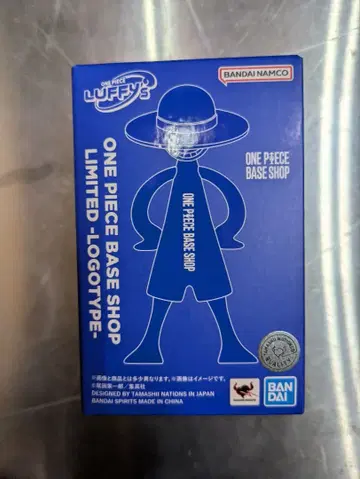 ONE PIECE
LUFFY's
BANDAI NAMCO
ONE PIECE
BASE SHOP
ONE PIECE BASE SHOP
LIMITED -LOGOTYPE-
ONE PIECE BASE SHOP
※画像と商品とは多少異なります。※画像はイメージです。
©尾田栄一郎/集英社
DESIGNED BY TAMASHII NATIONS IN JAPAN
BANDAI SPIRITS MADE IN CHINA
BAN
DAI